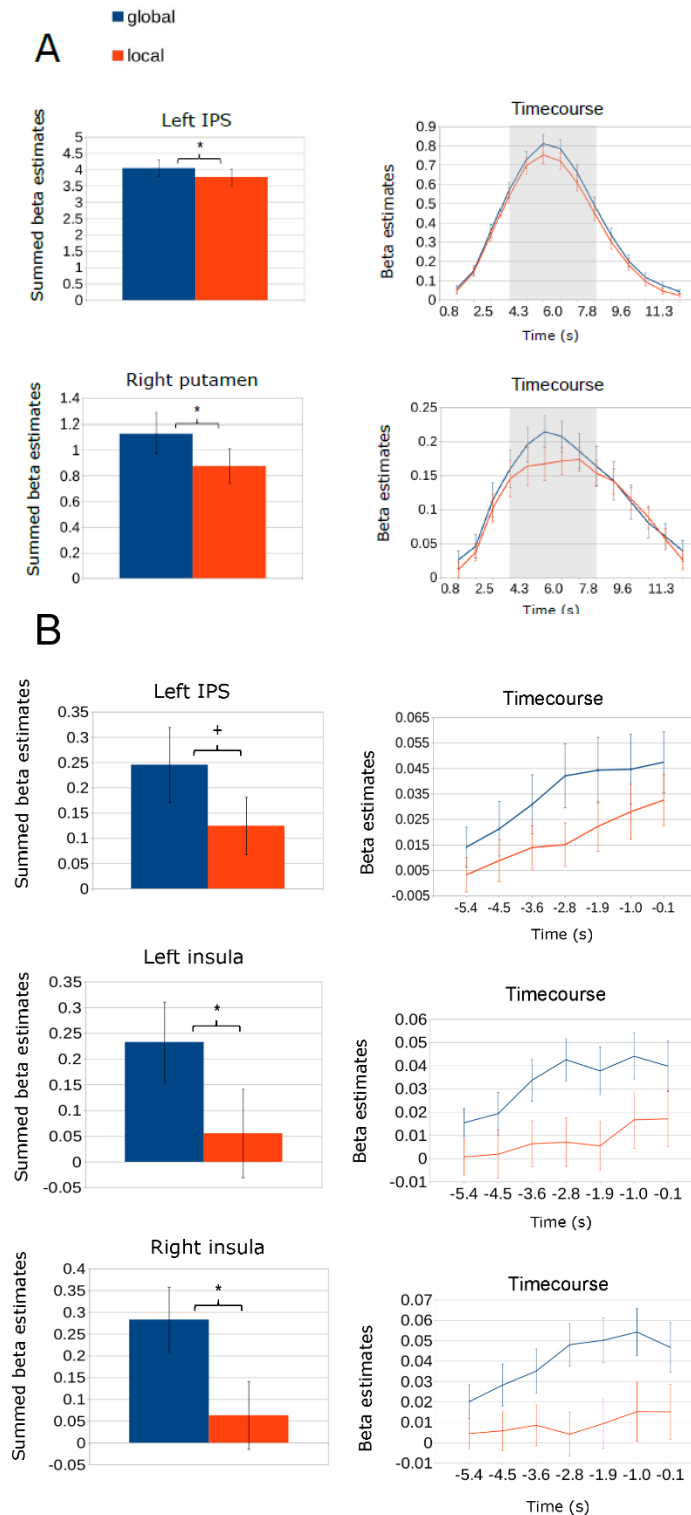 global
local
A
Left IPS
Summed beta estimates
5
4.5
4
3.5
3
2.5
2
1.5
1
0.5
0
*
Timecourse
Beta estimates
0.9
0.8
0.7
0.6
0.5
0.4
0.3
0.2
0.1
0
0.8 2.5 4.3 6.0 7.8 9.6 11.3
Time (s)
Right putamen
Summed beta estimates
1.4
1.2
1
0.8
0.6
0.4
0.2
0
*
Timecourse
Beta estimates
0.25
0.2
0.15
0.1
0.05
0
0.8 2.5 4.3 6.0 7.8 9.6 11.3
Time (s)
B
Left IPS
Summed beta estimates
0.35
0.3
0.25
0.2
0.15
0.1
0.05
0
+
Timecourse
Beta estimates
0.065
0.055
0.045
0.035
0.025
0.015
0.005
-0.005
-5.4 -4.5 -3.6 -2.8 -1.9 -1.0 -0.1
Time (s)
Left insula
Summed beta estimates
0.35
0.3
0.25
0.2
0.15
0.1
0.05
0
-0.05
*
Timecourse
Beta estimates
0.06
0.05
0.04
0.03
0.02
0.01
0
-0.01
-5.4 -4.5 -3.6 -2.8 -1.9 -1.0 -0.1
Time (s)
Right insula
Summed beta estimates
0.4
0.35
0.3
0.25
0.2
0.15
0.1
0.05
0
-0.05
*
Timecourse
Beta estimates
0.07
0.06
0.05
0.04
0.03
0.02
0.01
0
-0.01
-5.4 -4.5 -3.6 -2.8 -1.9 -1.0 -0.1
Time (s)